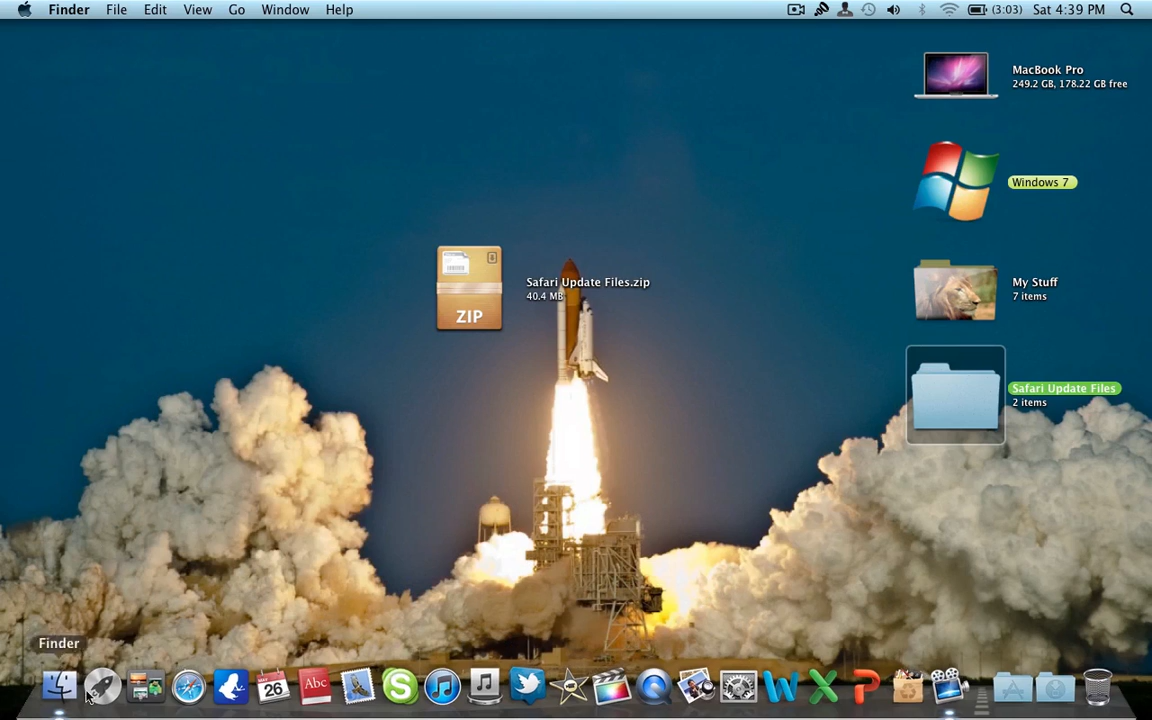 Finder File Edit View Go Window Help (3:03) Sat 4:39 PM
MacBook Pro
249.2 GB, 178.22 GB free
Windows 7
My Stuff
7 items
Safari Update Files.zip
40.4 MB
ZIP
Safari Update Files
2 items
Finder
26
Abc